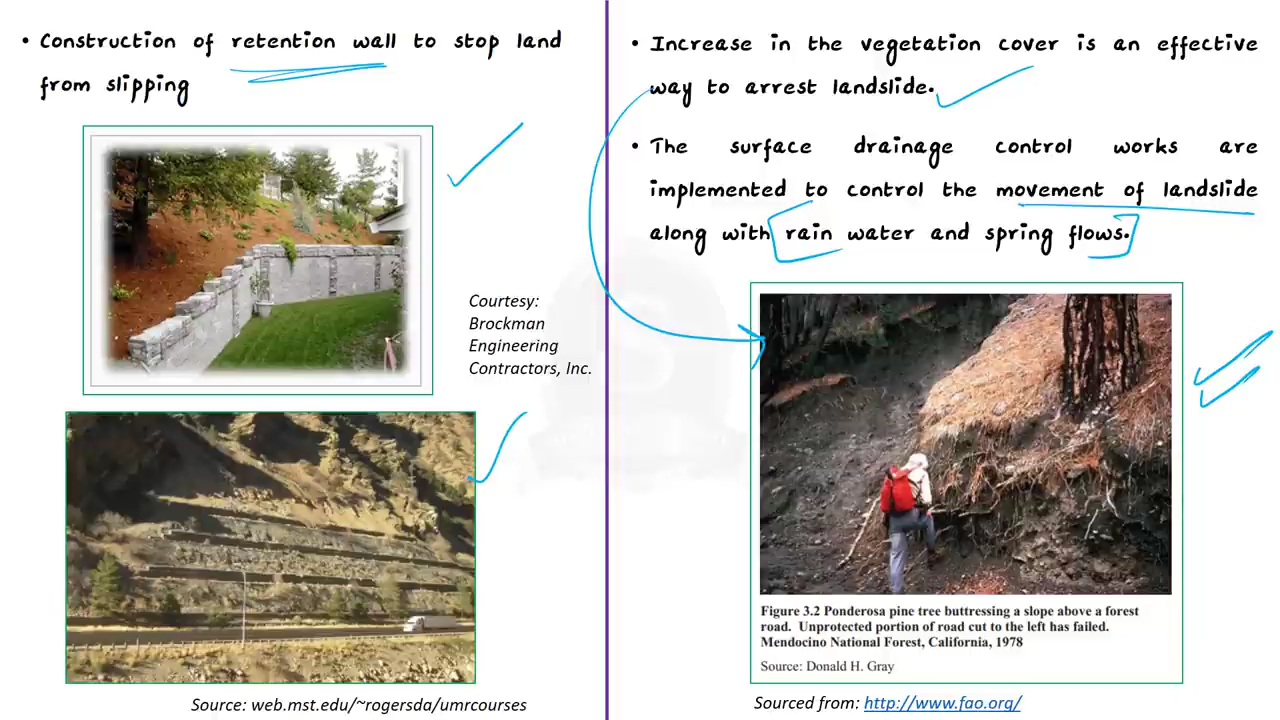 • Construction of retention wall to stop land
from slipping
Courtesy:
Brockman
Engineering
Contractors, Inc.
Source: web.mst.edu/~rogersda/umrcourses
• Increase in the vegetation cover is an effective
way to arrest landslide.
• The surface drainage control works are
implemented to control the movement of landslide
along with rain water and spring flows.
Figure 3.2 Ponderosa pine tree buttressing a slope above a forest
road. Unprotected portion of road cut to the left has failed.
Mendocino National Forest, California, 1978
Source: Donald H. Gray
Sourced from: http://www.fao.org/